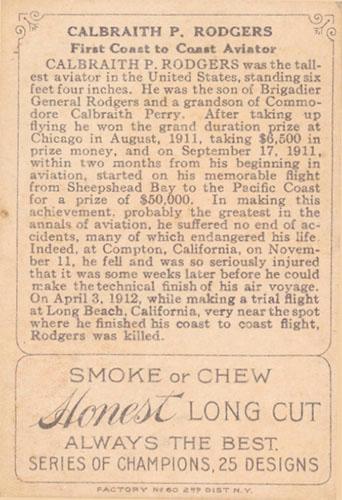 CALBRAITH P. RODGERS
First Coast to Coast Aviator
CALBRAITH P. RODGERS was the tall-
est aviator in the United States, standing six
feet four inches. He was the son of Brigadier
General Rodgers and a grandson of Commo-
dore Calbraith Perry. After taking up
flying he won the grand duration prize at
Chicago in August, 1911, taking $6,500 in
prize money, and on September 17, 1911,
within two months from his beginning in
aviation, started on his memorable flight
from Sheepshead Bay to the Pacific Coast
for a prize of $50,000. In making this
achievement, probably the greatest in the
annals of aviation, he suffered no end of ac-
cidents, many of which endangered his life.
Indeed, at Compton, California, on Novem-
ber 11, he fell and was so seriously injured
that it was some weeks later before he could
make the technical finish of his air voyage.
On April 3, 1912, while making a trial flight
at Long Beach, California, very near the spot
where he finished his coast to coast flight,
Rodgers was killed.
SMOKE or CHEW
Honest LONG CUT
ALWAYS THE BEST.
SERIES OF CHAMPIONS, 25 DESIGNS
FACTORY No 60 2ND DIST. N.Y.